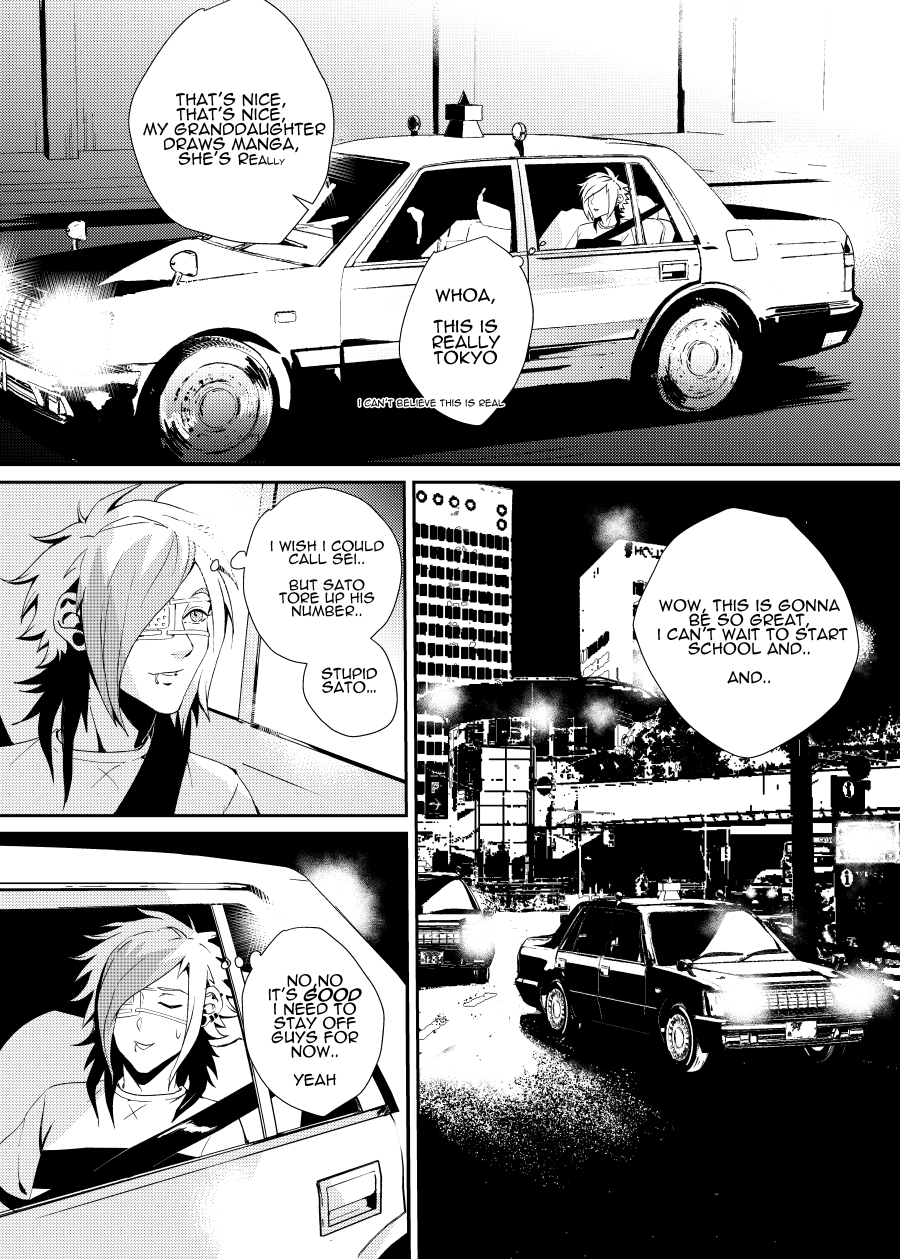 THAT'S NICE,
THAT'S NICE,
MY GRANDDAUGHTER
DRAWS MANGA,
SHE'S REALLY
WHOA,
THIS IS
REALLY
TOKYO
I CAN'T BELIEVE THIS IS REAL
I WISH I COULD
CALL SEI..
BUT SATO
TORE UP HIS
NUMBER..
STUPID
SATO...
WOW, THIS IS GONNA
BE SO GREAT,
I CAN'T WAIT TO START
SCHOOL AND..
AND..
NO,NO
IT'S GOOD
I NEED TO
STAY OFF
GUYS FOR
NOW..
YEAH